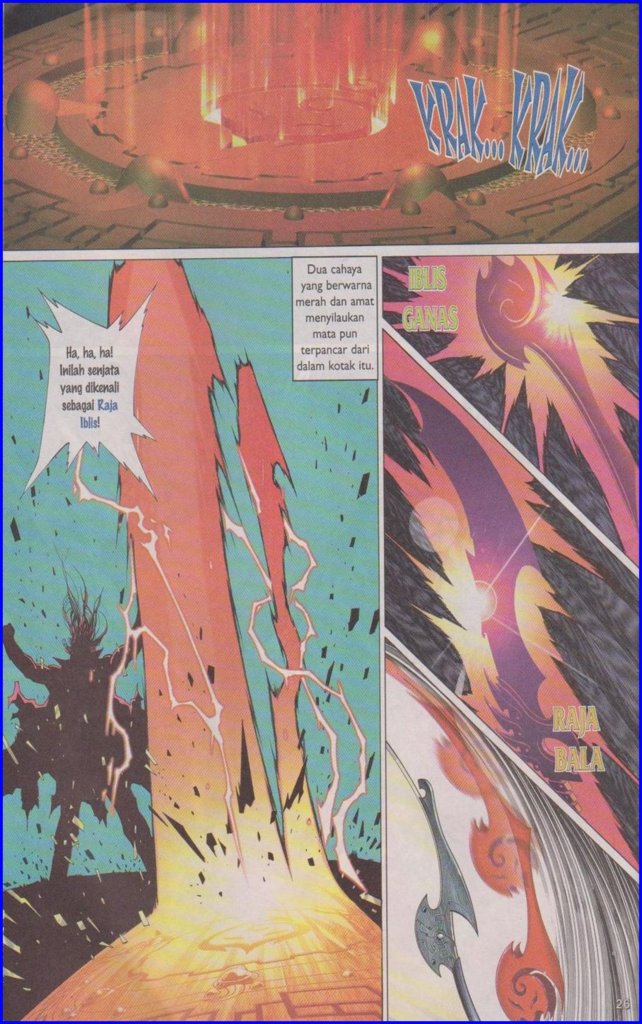 KRAK... KRAK...
Ha, ha, ha!
Inilah senjata
yang dikenali
sebagai Raja
Iblis!
Dua cahaya
yang berwarna
merah dan amat
menyilaukan
mata pun
terpancar dari
dalam kotak itu.
IBLIS
GANAS
RAJA
BALA
26